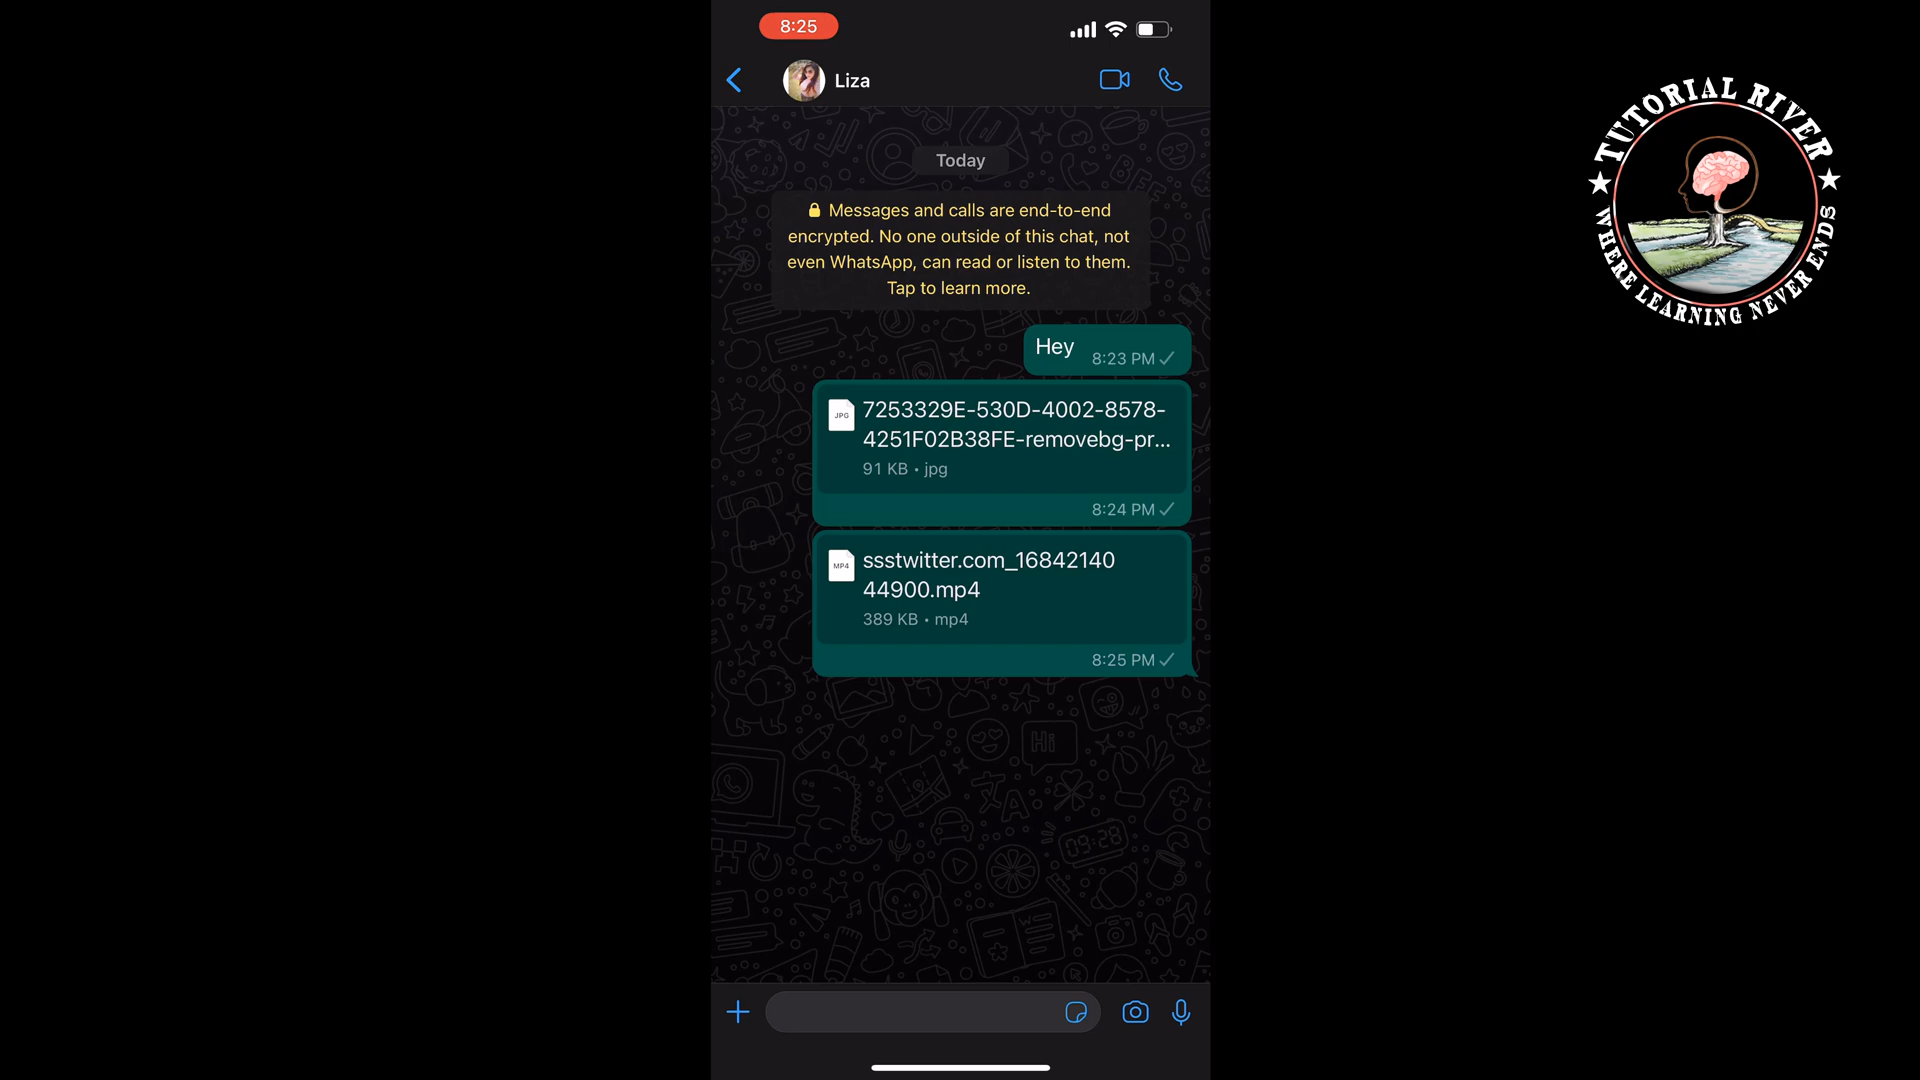 8:25
Liza
Today
Messages and calls are end-to-end
encrypted. No one outside of this chat, not
even WhatsApp, can read or listen to them.
Tap to learn more.
Hey
8:23 PM
JPG
7253329E-530D-4002-8578-
4251F02B38FE-removebg-pr...
91 KB • jpg
8:24 PM
MP4
ssstwitter.com_16842140
44900.mp4
389 KB • mp4
8:25 PM
Hi
09:28
TUTORIAL RIVER
WHERE LEARNING NEVER ENDS